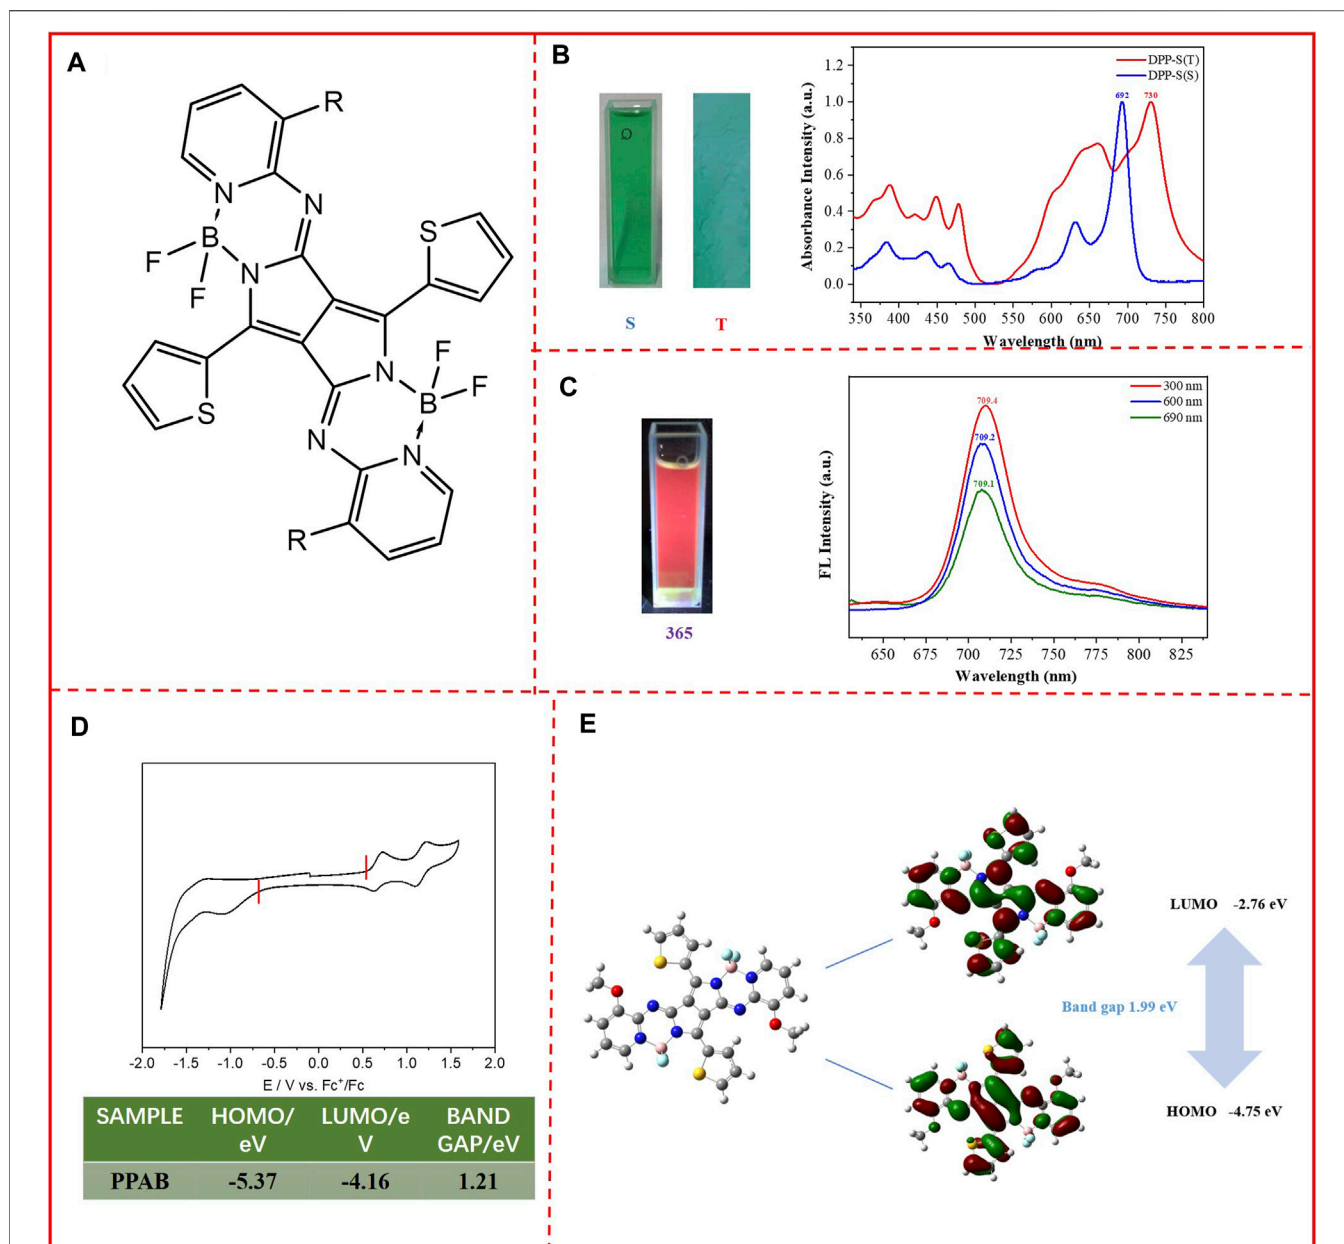 A
R
N
N
B
F
F
N
S
S
N
F
F
B
N
N
R
B
S
T
DPP-S(T)
DPP-S(S)
692
730
Absorbance Intensity (a.u.)
1.2
1.0
0.8
0.6
0.4
0.2
0.0
350 400 450 500 550 600 650 700 750 800
Wavelength (nm)
C
365
300 nm
600 nm
690 nm
709.4
709.2
709.1
FL Intensity (a.u.)
650 675 700 725 750 775 800 825
Wavelength (nm)
D
-2.0 -1.5 -1.0 -0.5 0.0 0.5 1.0 1.5 2.0
E / V vs. Fc⁺/Fc
SAMPLE HOMO/ LUMO/e BAND
eV V GAP/eV
PPAB -5.37 -4.16 1.21
E
LUMO -2.76 eV
Band gap 1.99 eV
HOMO -4.75 eV